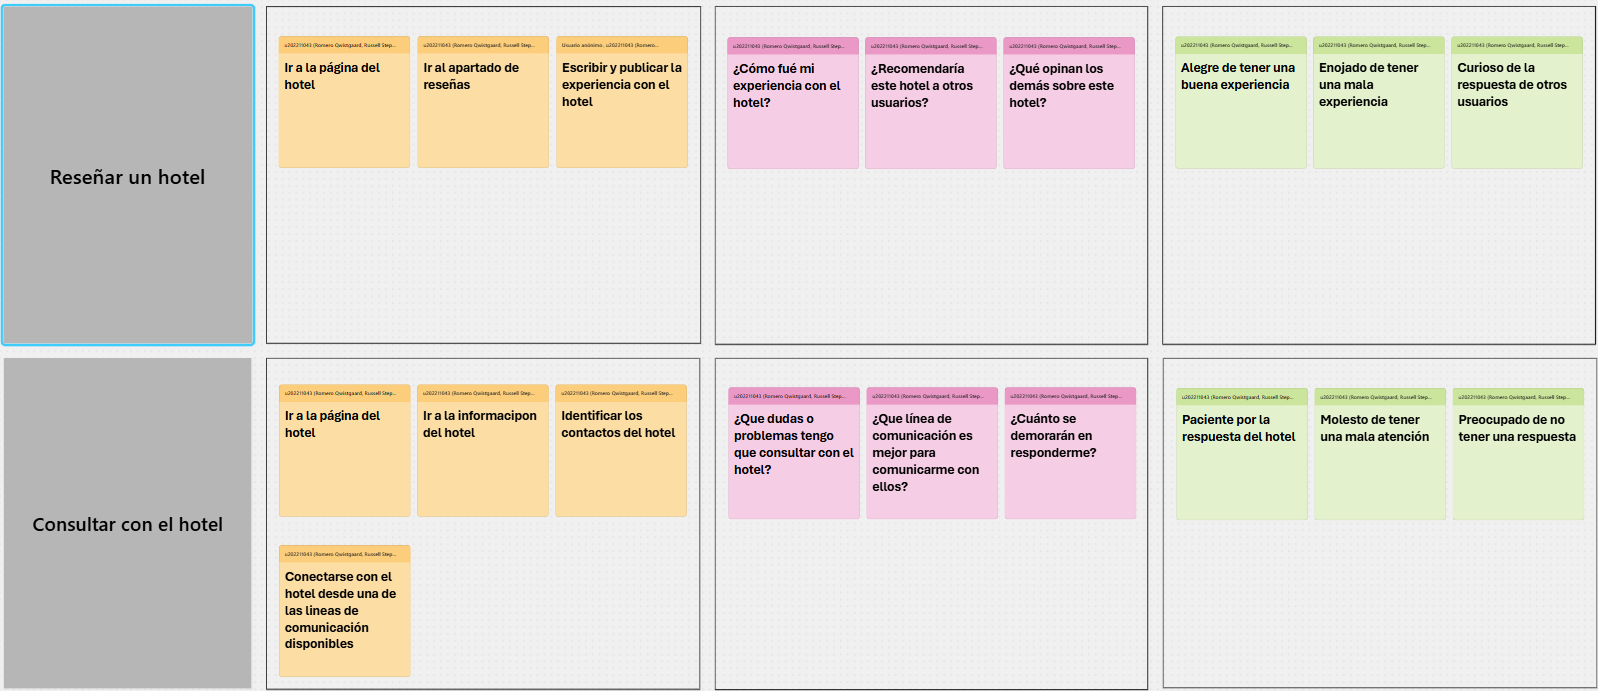 Reseñar un hotel
u202211043 (Romero Qwistgaard, Russell Step...
Ir a la página del
hotel
u202211043 (Romero Qwistgaard, Russell Step...
Ir al apartado de
reseñas
Usuario anónimo, u202211043 (Romero...
Escribir y publicar la
experiencia con el
hotel
u202211043 (Romero Qwistgaard, Russell Step...
¿Cómo fué mi
experiencia con el
hotel?
u202211043 (Romero Qwistgaard, Russell Step...
¿Recomendaría
este hotel a otros
usuarios?
u202211043 (Romero Qwistgaard, Russell Step...
¿Qué opinan los
demás sobre este
hotel?
u202211043 (Romero Qwistgaard, Russell Step...
Alegre de tener una
buena experiencia
u202211043 (Romero Qwistgaard, Russell Step...
Enojado de tener
una mala
experiencia
u202211043 (Romero Qwistgaard, Russell Step...
Curioso de la
respuesta de otros
usuarios
Consultar con el hotel
u202211043 (Romero Qwistgaard, Russell Step...
Ir a la página del
hotel
u202211043 (Romero Qwistgaard, Russell Step...
Ir a la informacipon
del hotel
u202211043 (Romero Qwistgaard, Russell Step...
Identificar los
contactos del hotel
u202211043 (Romero Qwistgaard, Russell Step...
Conectarse con el
hotel desde una de
las lineas de
comunicación
disponibles
u202211043 (Romero Qwistgaard, Russell Step...
¿Que dudas o
problemas tengo
que consultar con el
hotel?
u202211043 (Romero Qwistgaard, Russell Step...
¿Que línea de
comunicación es
mejor para
comunicarme con
ellos?
u202211043 (Romero Qwistgaard, Russell Step...
¿Cuánto se
demorarán en
responderme?
u202211043 (Romero Qwistgaard, Russell Step...
Paciente por la
respuesta del hotel
u202211043 (Romero Qwistgaard, Russell Step...
Molesto de tener
una mala atención
u202211043 (Romero Qwistgaard, Russell Step...
Preocupado de no
tener una respuesta